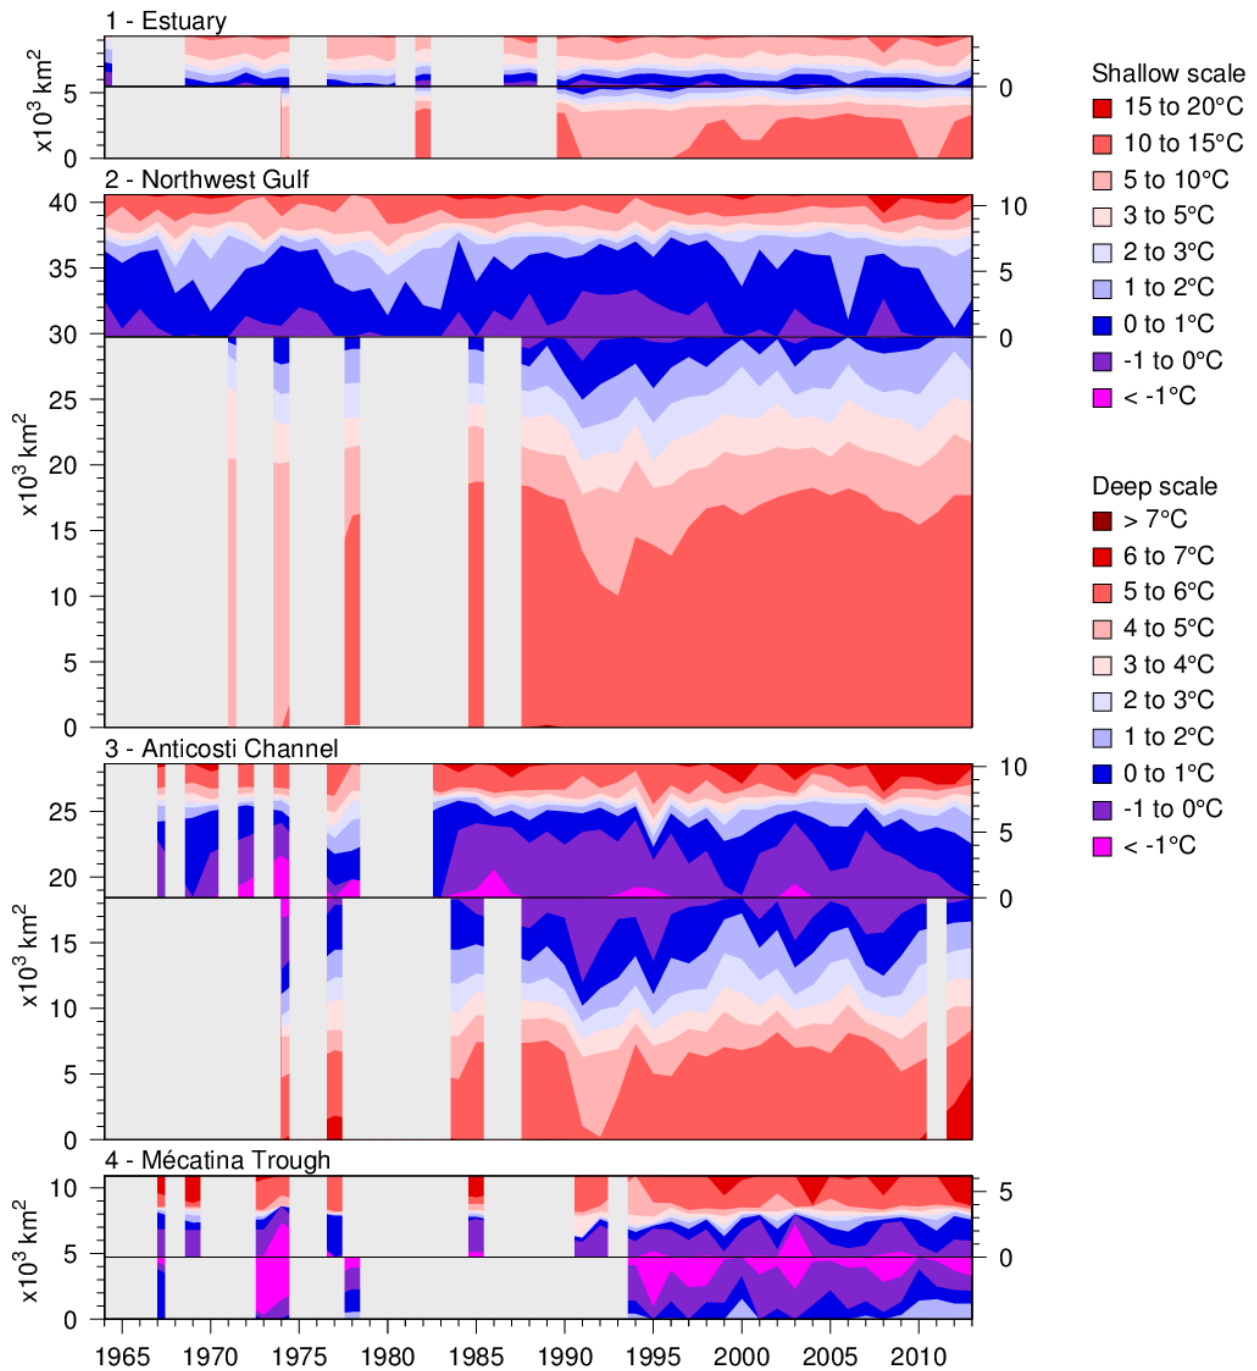 1 - Estuary
5
0
0
x10³ km²
2 - Northwest Gulf
40
35
30
25
20
15
10
5
0
10
5
0
x10³ km²
3 - Anticosti Channel
25
20
15
10
5
0
10
5
0
x10³ km²
x10³ km²
4 - Mécatina Trough
10
5
0
5
0
x10³ km²
1965 1970 1975 1980 1985 1990 1995 2000 2005 2010
Shallow scale
15 to 20°C
10 to 15°C
5 to 10°C
3 to 5°C
2 to 3°C
1 to 2°C
0 to 1°C
-1 to 0°C
< -1°C
Deep scale
> 7°C
6 to 7°C
5 to 6°C
4 to 5°C
3 to 4°C
2 to 3°C
1 to 2°C
0 to 1°C
-1 to 0°C
< -1°C